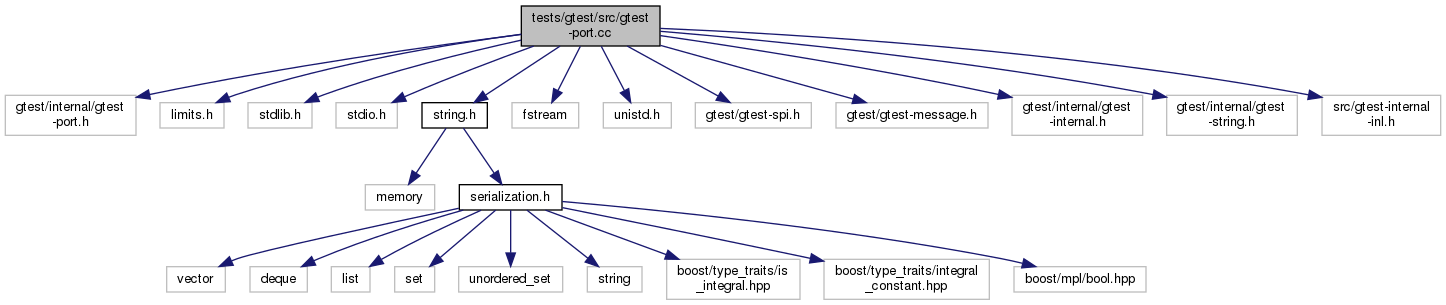 tests/gtest/src/gtest
-port.cc
gtest/internal/gtest
-port.h
limits.h
stdlib.h
stdio.h
string.h
fstream
unistd.h
gtest/gtest-spi.h
gtest/gtest-message.h
gtest/internal/gtest
-internal.h
gtest/internal/gtest
-string.h
src/gtest-internal
-inl.h
memory
serialization.h
vector
deque
list
set
unordered_set
string
boost/type_traits/is
_integral.hpp
boost/type_traits/integral
_constant.hpp
boost/mpl/bool.hpp